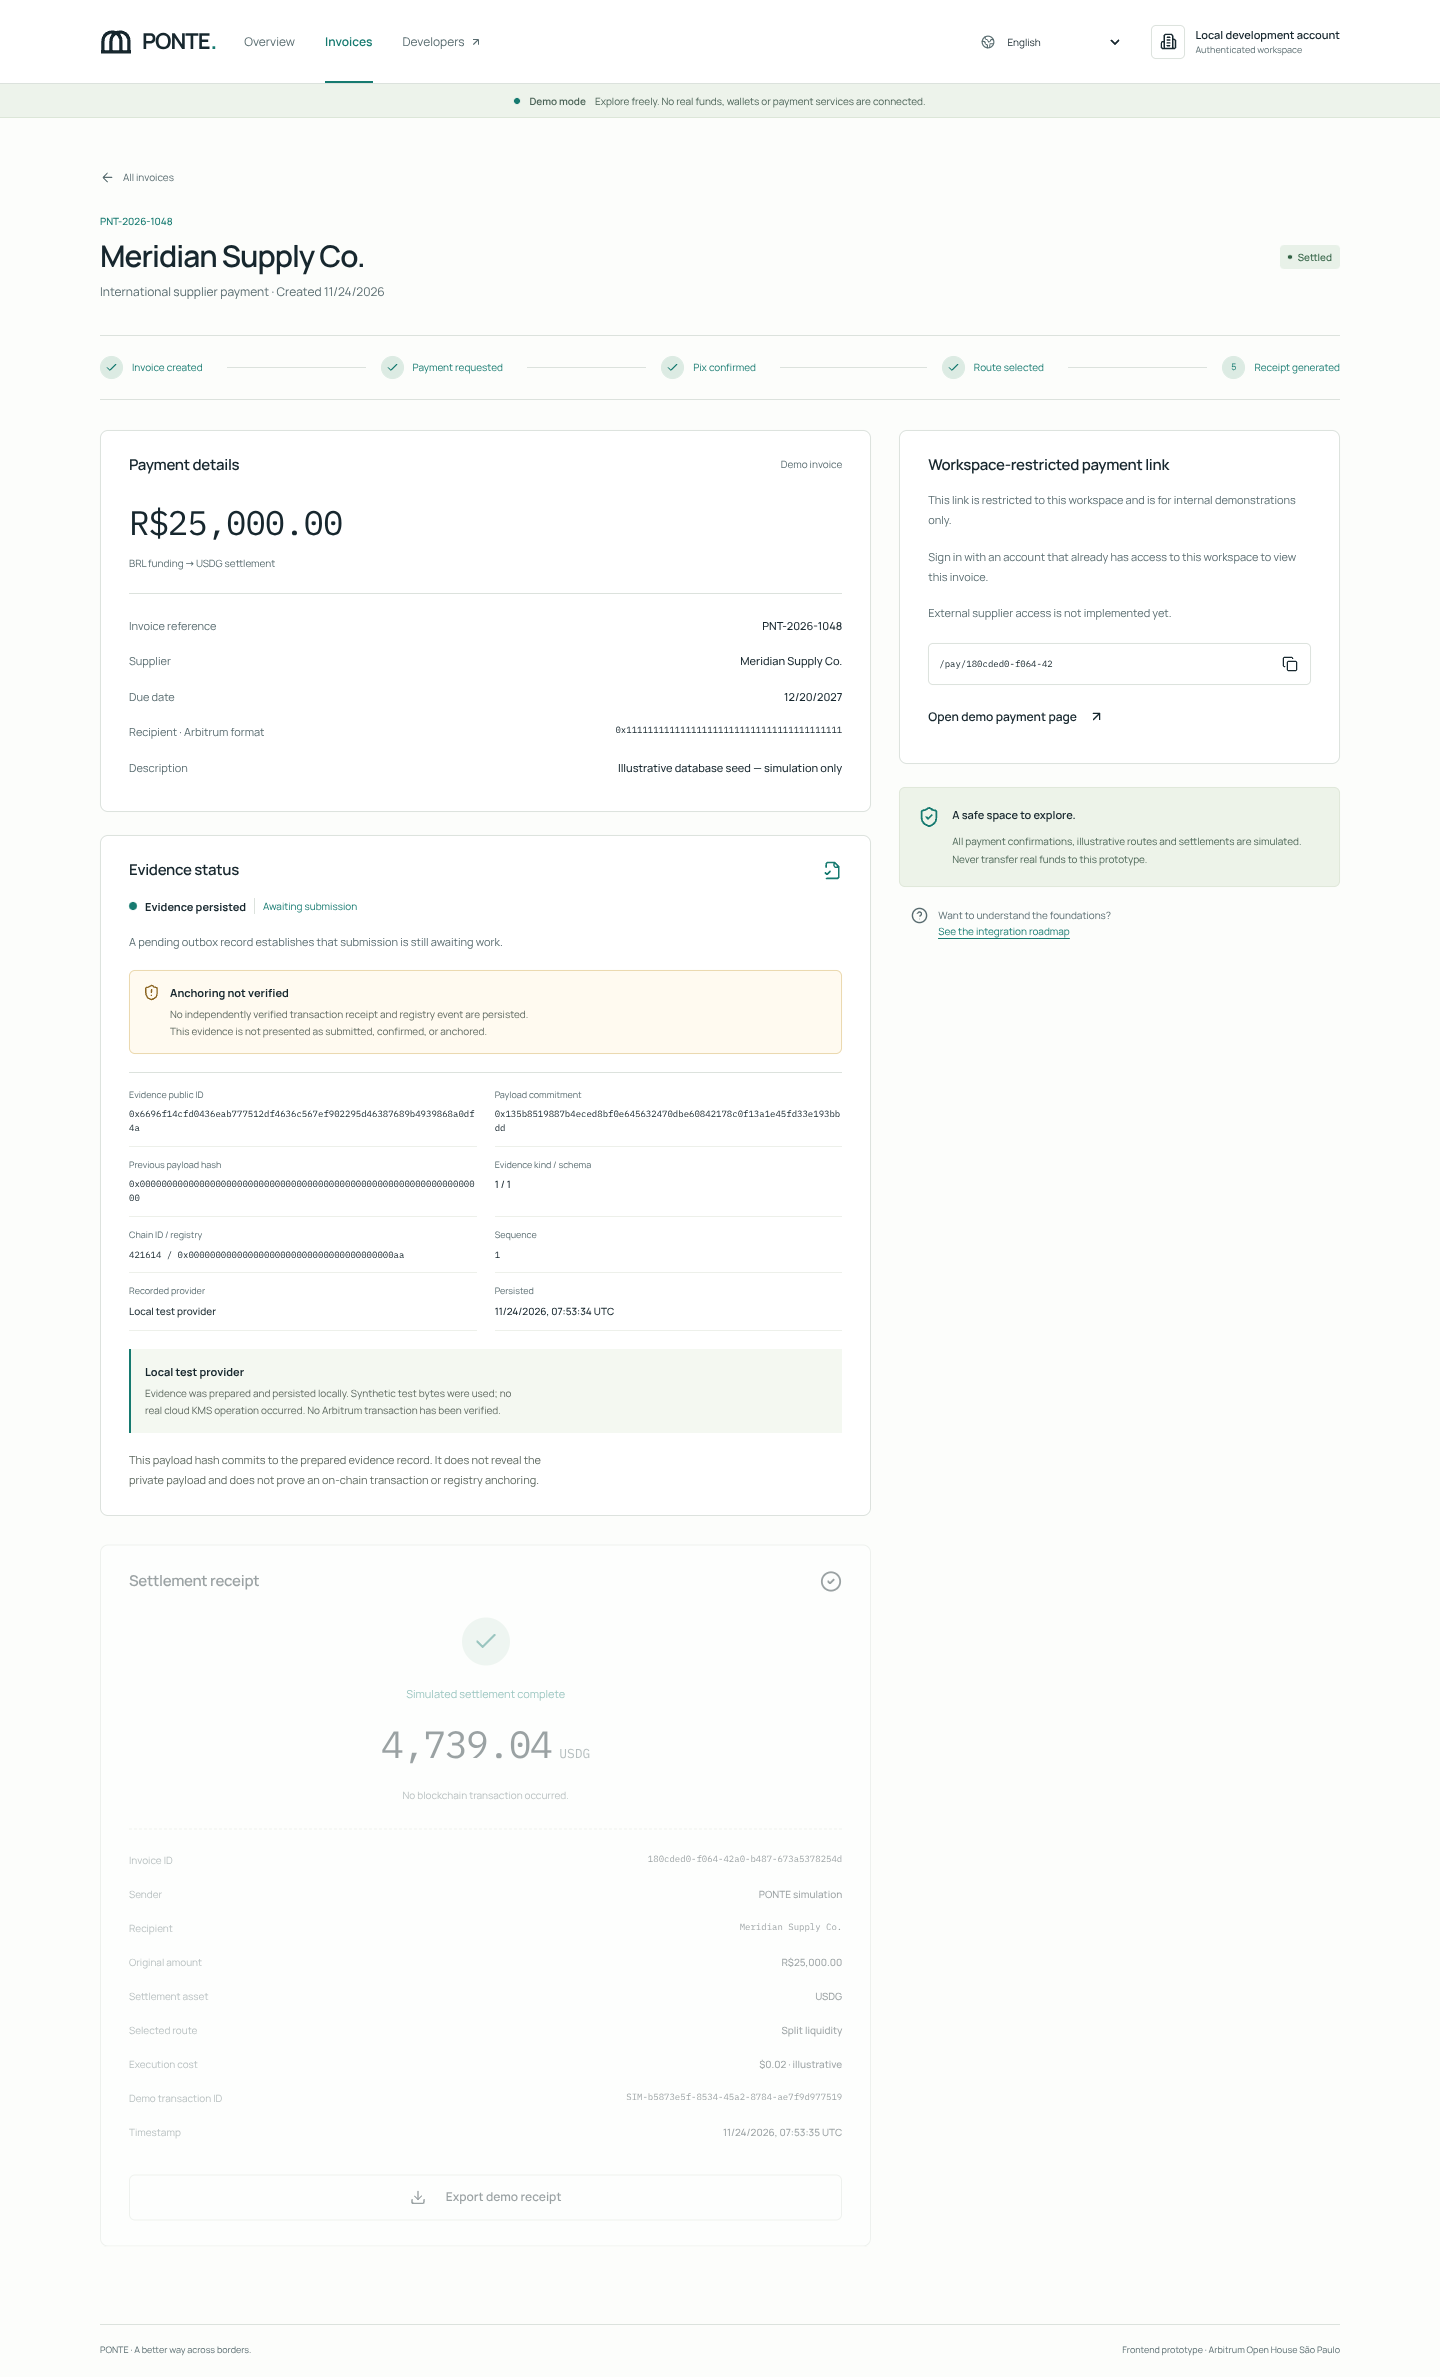 PONTE.
Overview
Invoices
Developers
English
Local development account
Authenticated workspace
Demo mode Explore freely. No real funds, wallets or payment services are connected.
All invoices
PNT-2026-1048
Meridian Supply Co.
Settled
International supplier payment · Created 11/24/2026
Invoice created
Payment requested
Pix confirmed
Route selected
5 Receipt generated
Payment details
Demo invoice
R$25,000.00
BRL funding → USDG settlement
Invoice reference PNT-2026-1048
Supplier Meridian Supply Co.
Due date 12/20/2027
Recipient · Arbitrum format 0x1111111111111111111111111111111111111111
Description Illustrative database seed — simulation only
Workspace-restricted payment link
This link is restricted to this workspace and is for internal demonstrations
only.
Sign in with an account that already has access to this workspace to view
this invoice.
External supplier access is not implemented yet.
/pay/180cded0-f064-42
Open demo payment page
A safe space to explore.
All payment confirmations, illustrative routes and settlements are simulated.
Never transfer real funds to this prototype.
Want to understand the foundations?
See the integration roadmap
Evidence status
Evidence persisted Awaiting submission
A pending outbox record establishes that submission is still awaiting work.
Anchoring not verified
No independently verified transaction receipt and registry event are persisted.
This evidence is not presented as submitted, confirmed, or anchored.
Evidence public ID
0x6696f14cfd0436eab777512df4636c567ef902295d46387689b4939868a0df
4a
Payload commitment
0x135b8519887b4eced8bf0e645632470dbe60842178c0f13a1e45fd33e193bb
dd
Previous payload hash
0x00000000000000000000000000000000000000000000000000000000000000
00
Evidence kind / schema
1 / 1
Chain ID / registry
421614 / 0x00000000000000000000000000000000000000aa
Sequence
1
Recorded provider
Local test provider
Persisted
11/24/2026, 07:53:34 UTC
Local test provider
Evidence was prepared and persisted locally. Synthetic test bytes were used; no
real cloud KMS operation occurred. No Arbitrum transaction has been verified.
This payload hash commits to the prepared evidence record. It does not reveal the
private payload and does not prove an on-chain transaction or registry anchoring.
Settlement receipt
Simulated settlement complete
4,739.04 USDG
No blockchain transaction occurred.
Invoice ID 180cded0-f064-42a0-b487-673a5378254d
Sender PONTE simulation
Recipient Meridian Supply Co.
Original amount R$25,000.00
Settlement asset USDG
Selected route Split liquidity
Execution cost $0.02 · illustrative
Demo transaction ID SIM-b5873e5f-8534-45a2-8784-ae7f9d977519
Timestamp 11/24/2026, 07:53:35 UTC
Export demo receipt
PONTE · A better way across borders.
Frontend prototype · Arbitrum Open House São Paulo